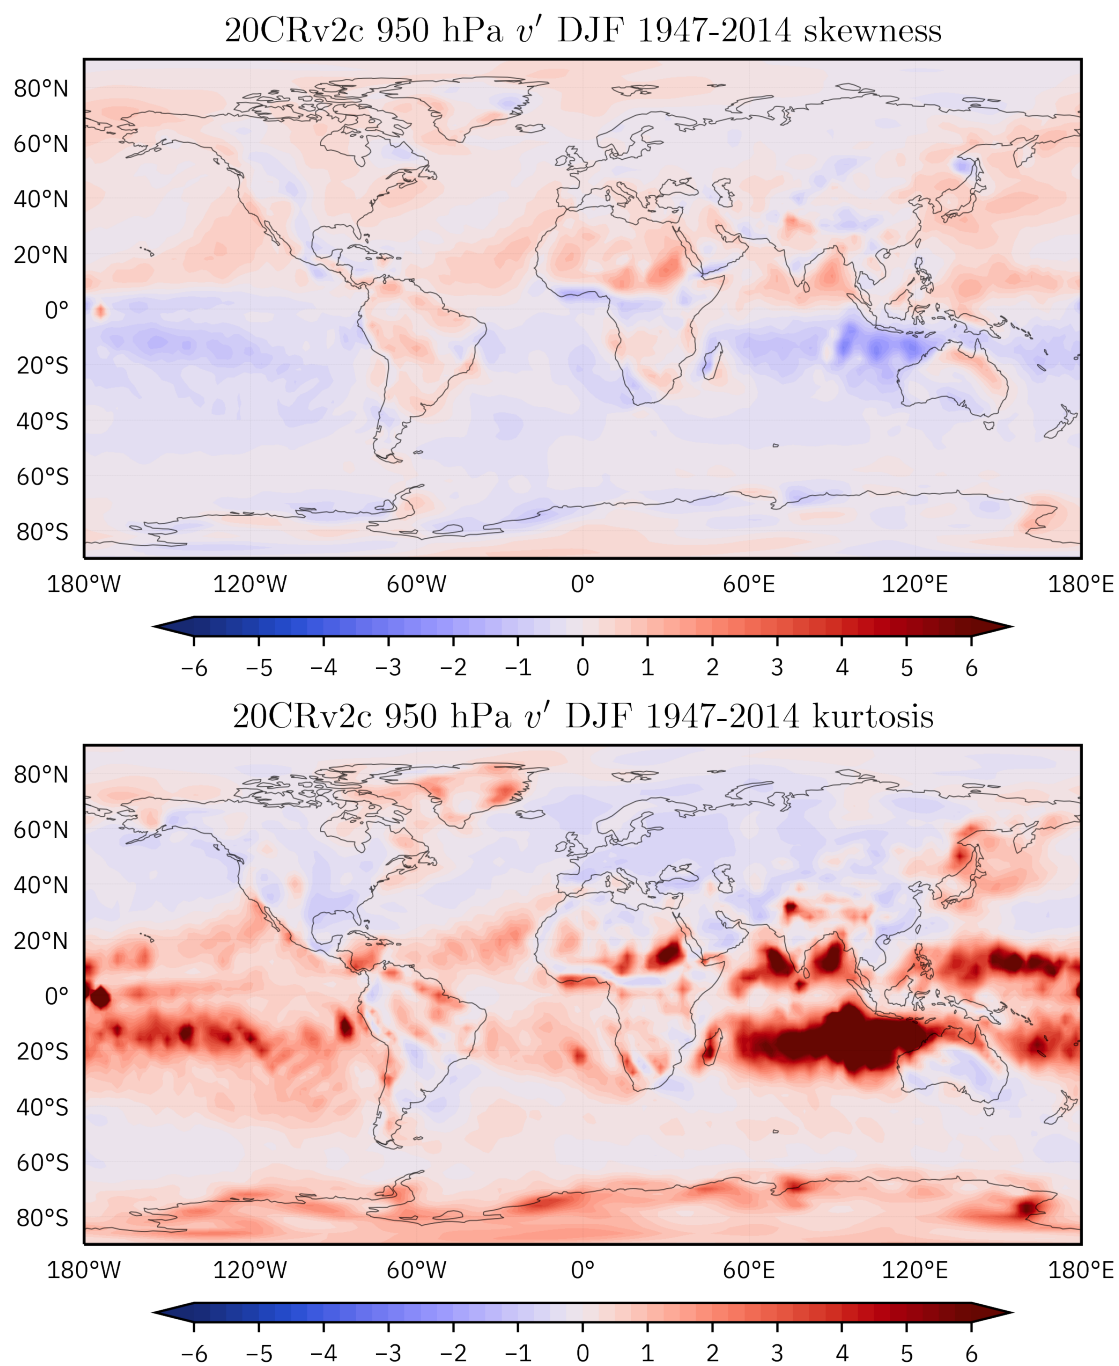 20CRv2c 950 hPa v′ DJF 1947-2014 skewness
80°N
60°N
40°N
20°N
0°
20°S
40°S
60°S
80°S
180°W 120°W 60°W 0° 60°E 120°E 180°E
−6 −5 −4 −3 −2 −1 0 1 2 3 4 5 6
20CRv2c 950 hPa v′ DJF 1947-2014 kurtosis
80°N
60°N
40°N
20°N
0°
20°S
40°S
60°S
80°S
180°W 120°W 60°W 0° 60°E 120°E 180°E
−6 −5 −4 −3 −2 −1 0 1 2 3 4 5 6